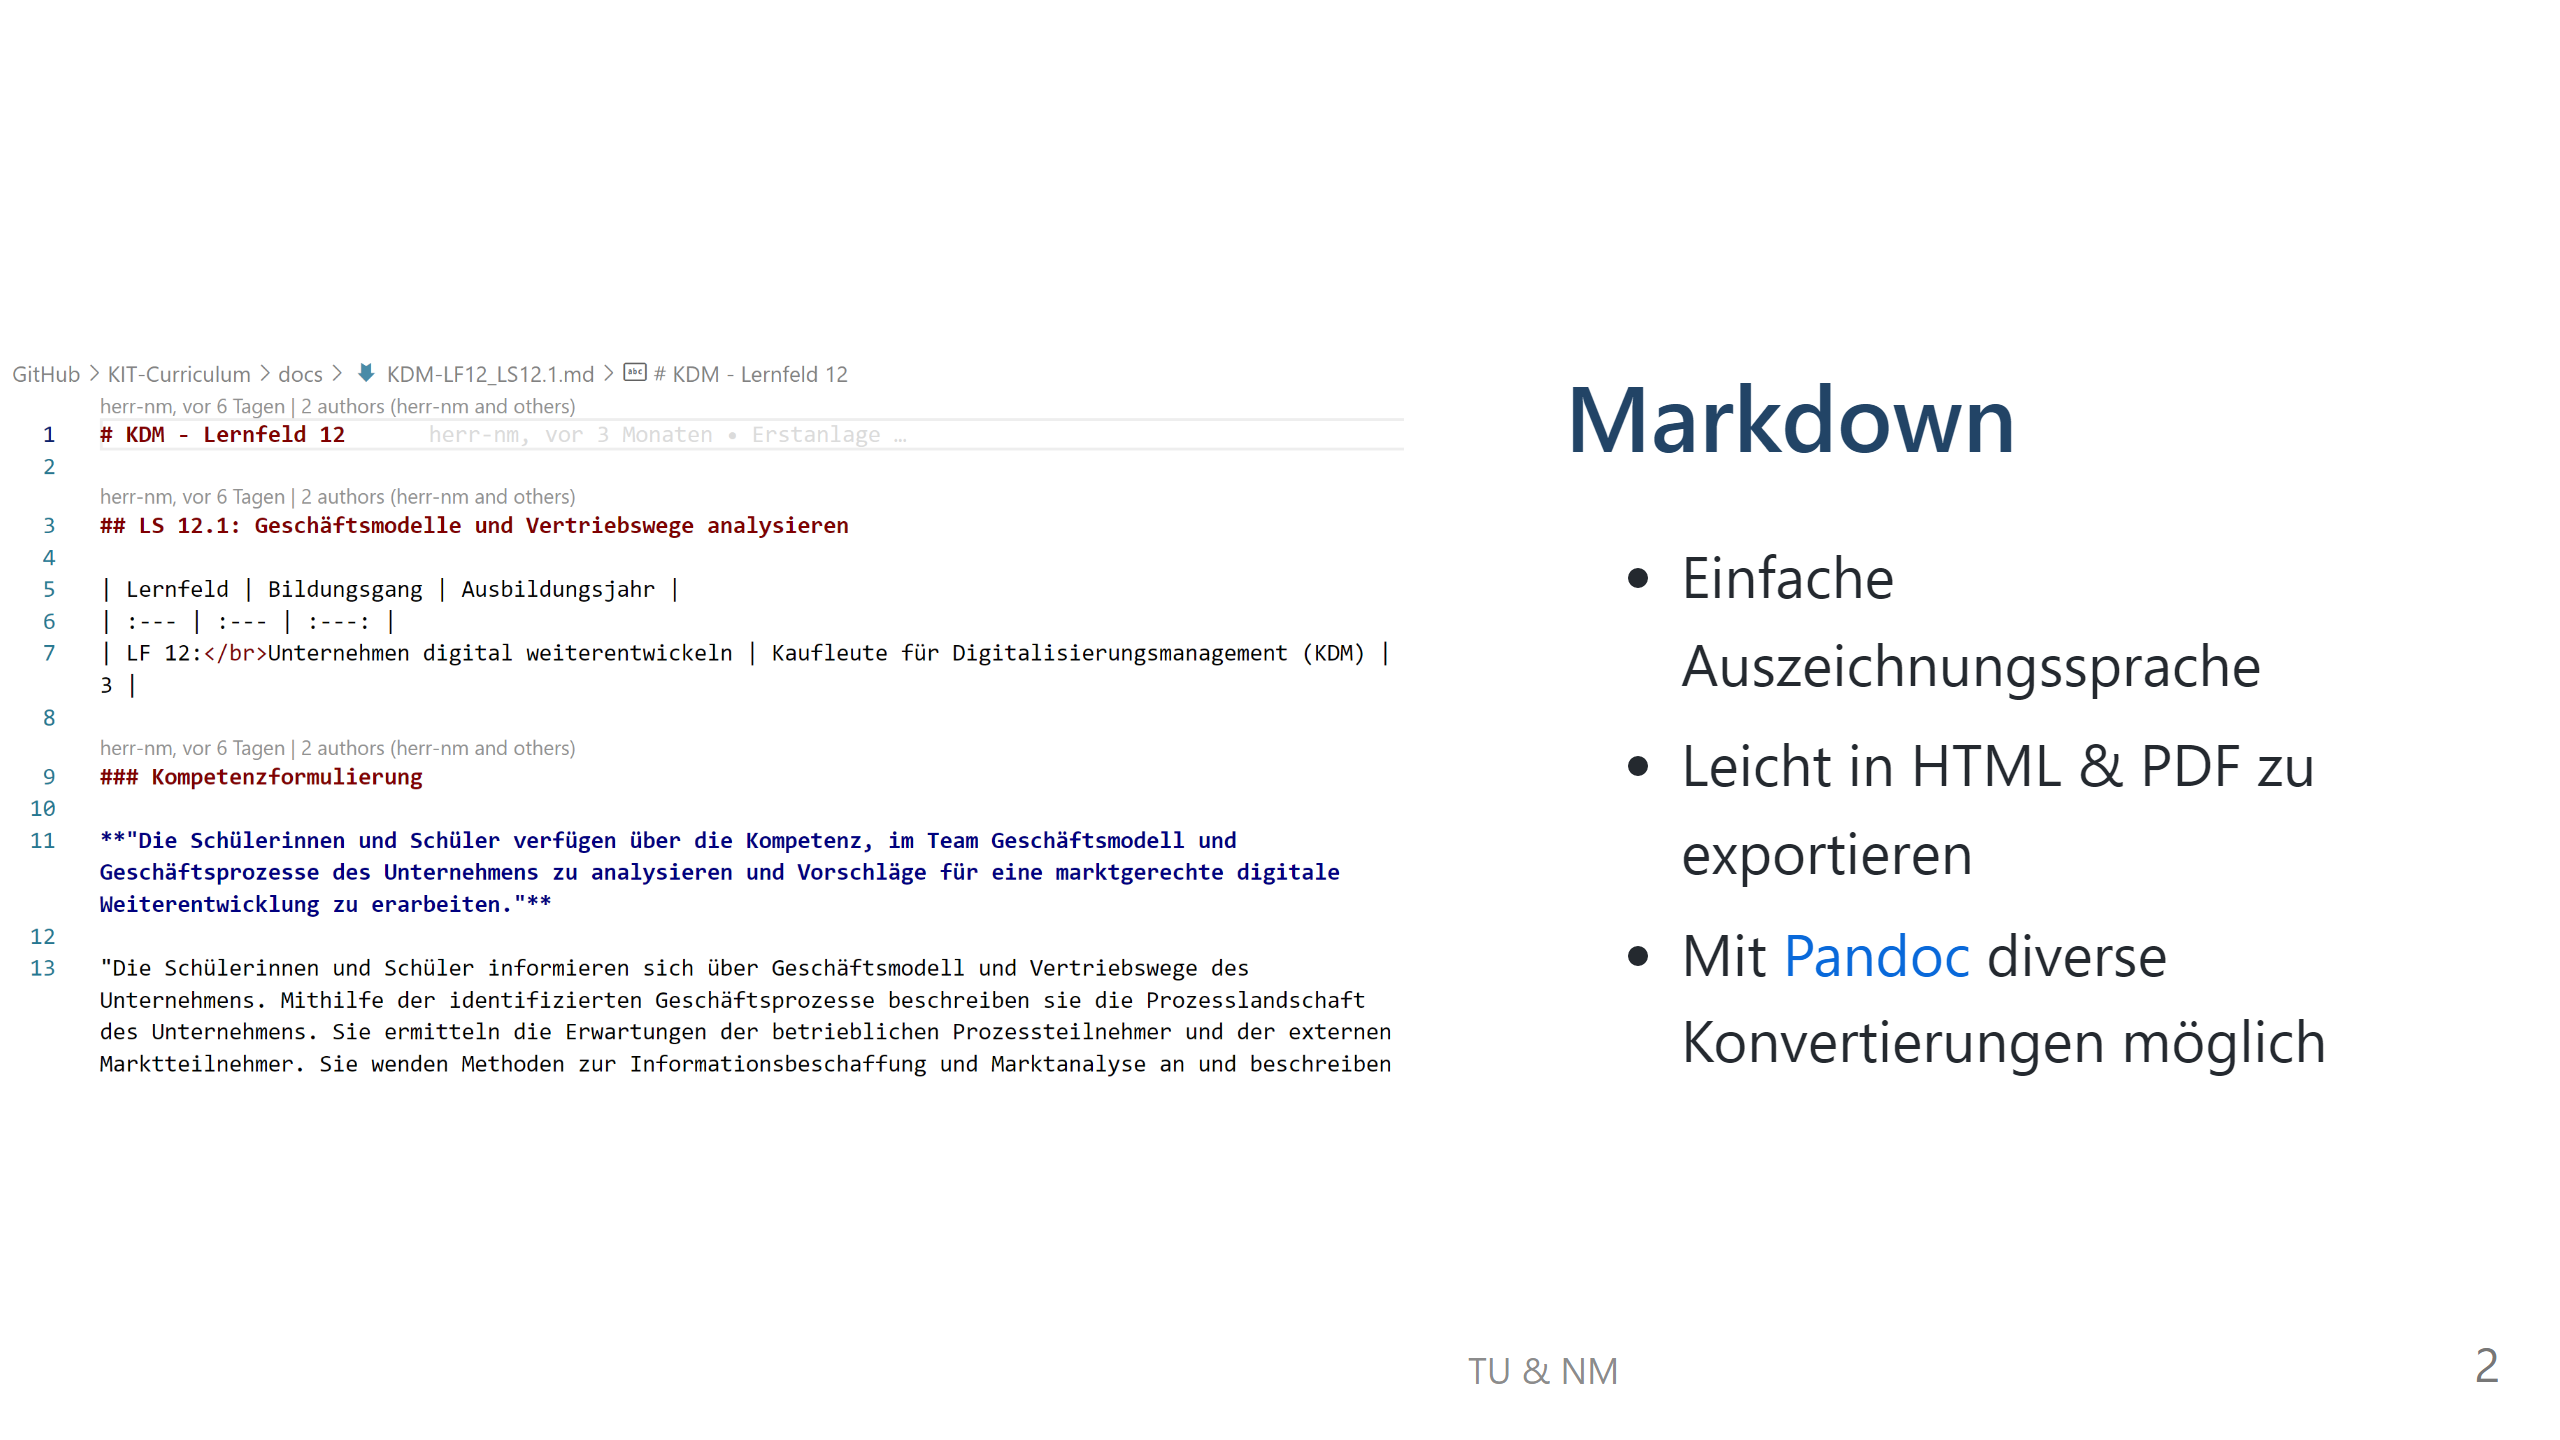 GitHub > KIT-Curriculum > docs > KDM-LF12_LS12.1.md > # KDM - Lernfeld 12
herr-nm, vor 6 Tagen | 2 authors (herr-nm and others)
1 # KDM - Lernfeld 12 herr-nm, vor 3 Monaten • Erstanlage …
2
herr-nm, vor 6 Tagen | 2 authors (herr-nm and others)
3 ## LS 12.1: Geschäftsmodelle und Vertriebswege analysieren
4
5 | Lernfeld | Bildungsgang | Ausbildungsjahr |
6 | :--- | :--- | :---: |
7 | LF 12:</br>Unternehmen digital weiterentwickeln | Kaufleute für Digitalisierungsmanagement (KDM) |
3 |
8
herr-nm, vor 6 Tagen | 2 authors (herr-nm and others)
9 ### Kompetenzformulierung
10
11 **"Die Schülerinnen und Schüler verfügen über die Kompetenz, im Team Geschäftsmodell und
Geschäftsprozesse des Unternehmens zu analysieren und Vorschläge für eine marktgerechte digitale
Weiterentwicklung zu erarbeiten."**
12
13 "Die Schülerinnen und Schüler informieren sich über Geschäftsmodell und Vertriebswege des
Unternehmens. Mithilfe der identifizierten Geschäftsprozesse beschreiben sie die Prozesslandschaft
des Unternehmens. Sie ermitteln die Erwartungen der betrieblichen Prozessteilnehmer und der externen
Marktteilnehmer. Sie wenden Methoden zur Informationsbeschaffung und Marktanalyse an und beschreiben
Markdown
• Einfache
Auszeichnungssprache
• Leicht in HTML & PDF zu
exportieren
• Mit Pandoc diverse
Konvertierungen möglich
TU & NM
2